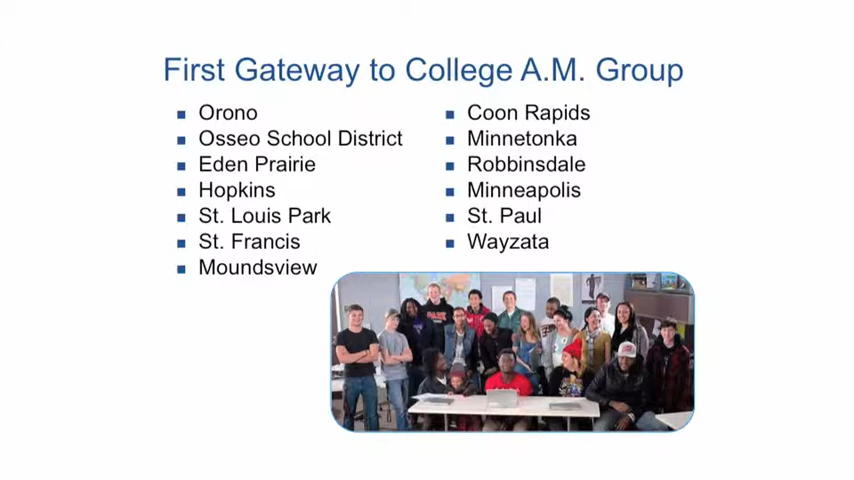 First Gateway to College A.M. Group
Orono
Osseo School District
Eden Prairie
Hopkins
St. Louis Park
St. Francis
Moundsview
Coon Rapids
Minnetonka
Robbinsdale
Minneapolis
St. Paul
Wayzata